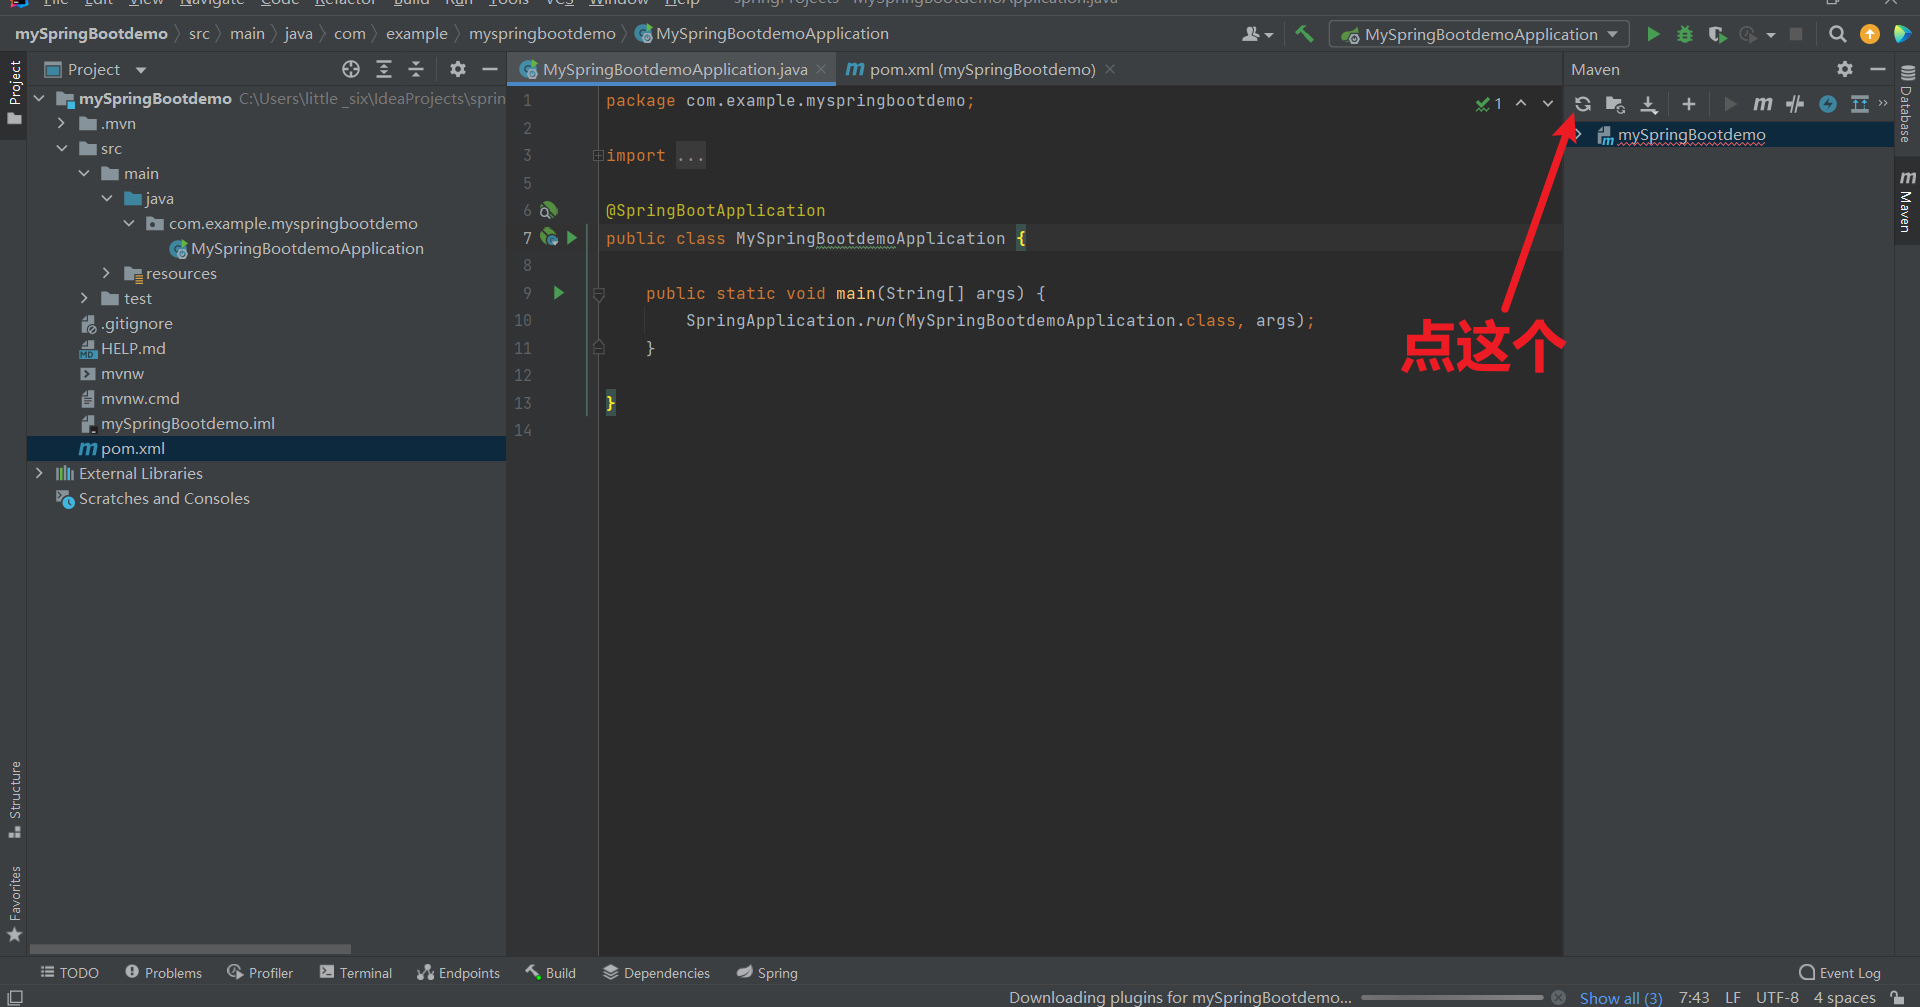 File Edit View Navigate Code Refactor Build Run Tools VCS Window Help springProjects - MySpringBootdemoApplication.java
mySpringBootdemo src main java com example myspringbootdemo MySpringBootdemoApplication
MySpringBootdemoApplication
Project
Project
MySpringBootdemoApplication.java
pom.xml (mySpringBootdemo)
Maven
mySpringBootdemo C:\Users\little _six\IdeaProjects\sprin
.mvn
src
main
java
com.example.myspringbootdemo
MySpringBootdemoApplication
resources
test
.gitignore
HELP.md
mvnw
mvnw.cmd
mySpringBootdemo.iml
pom.xml
External Libraries
Scratches and Consoles
1 package com.example.myspringbootdemo;
2
3 import ...
5
6 @SpringBootApplication
7 public class MySpringBootdemoApplication {
8
9 public static void main(String[] args) {
10 SpringApplication.run(MySpringBootdemoApplication.class, args);
11 }
12
13 }
14
1
mySpringBootdemo
点这个
Database
Maven
Structure
Favorites
TODO Problems Profiler Terminal Endpoints Build Dependencies Spring Event Log
Downloading plugins for mySpringBootdemo... Show all (3) 7:43 LF UTF-8 4 spaces